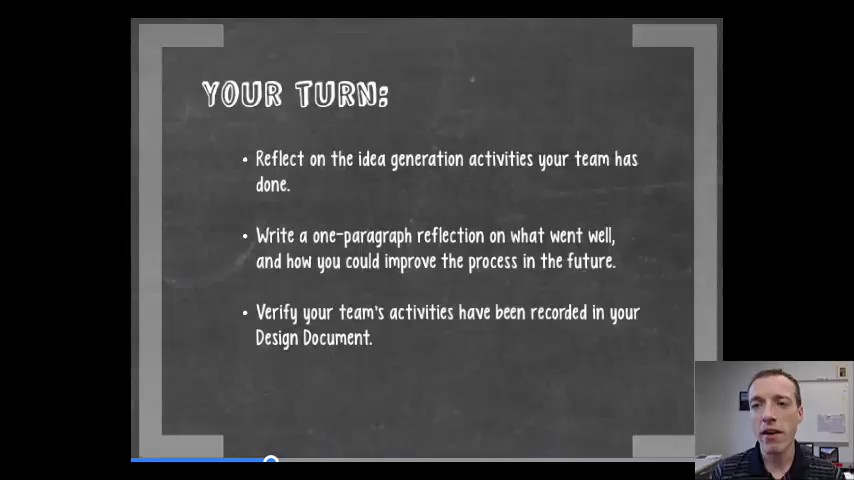 YOUR TURN:
• Reflect on the idea generation activities your team has
done.
• Write a one-paragraph reflection on what went well,
and how you could improve the process in the future.
• Verify your team's activities have been recorded in your
Design Document.